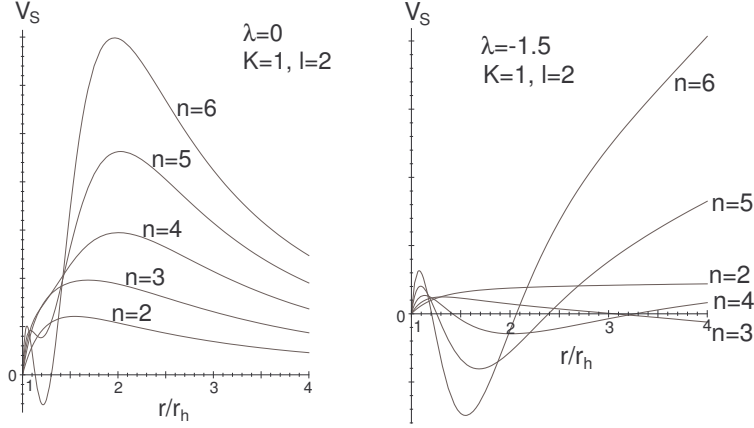 V_S
λ=0
K=1, l=2
n=6
n=5
n=4
n=3
n=2
0
1
2
3
4
r/r_h
V_S
λ=-1.5
K=1, l=2
n=6
n=5
n=2
n=4
n=3
0
1
2
3
4
r/r_h